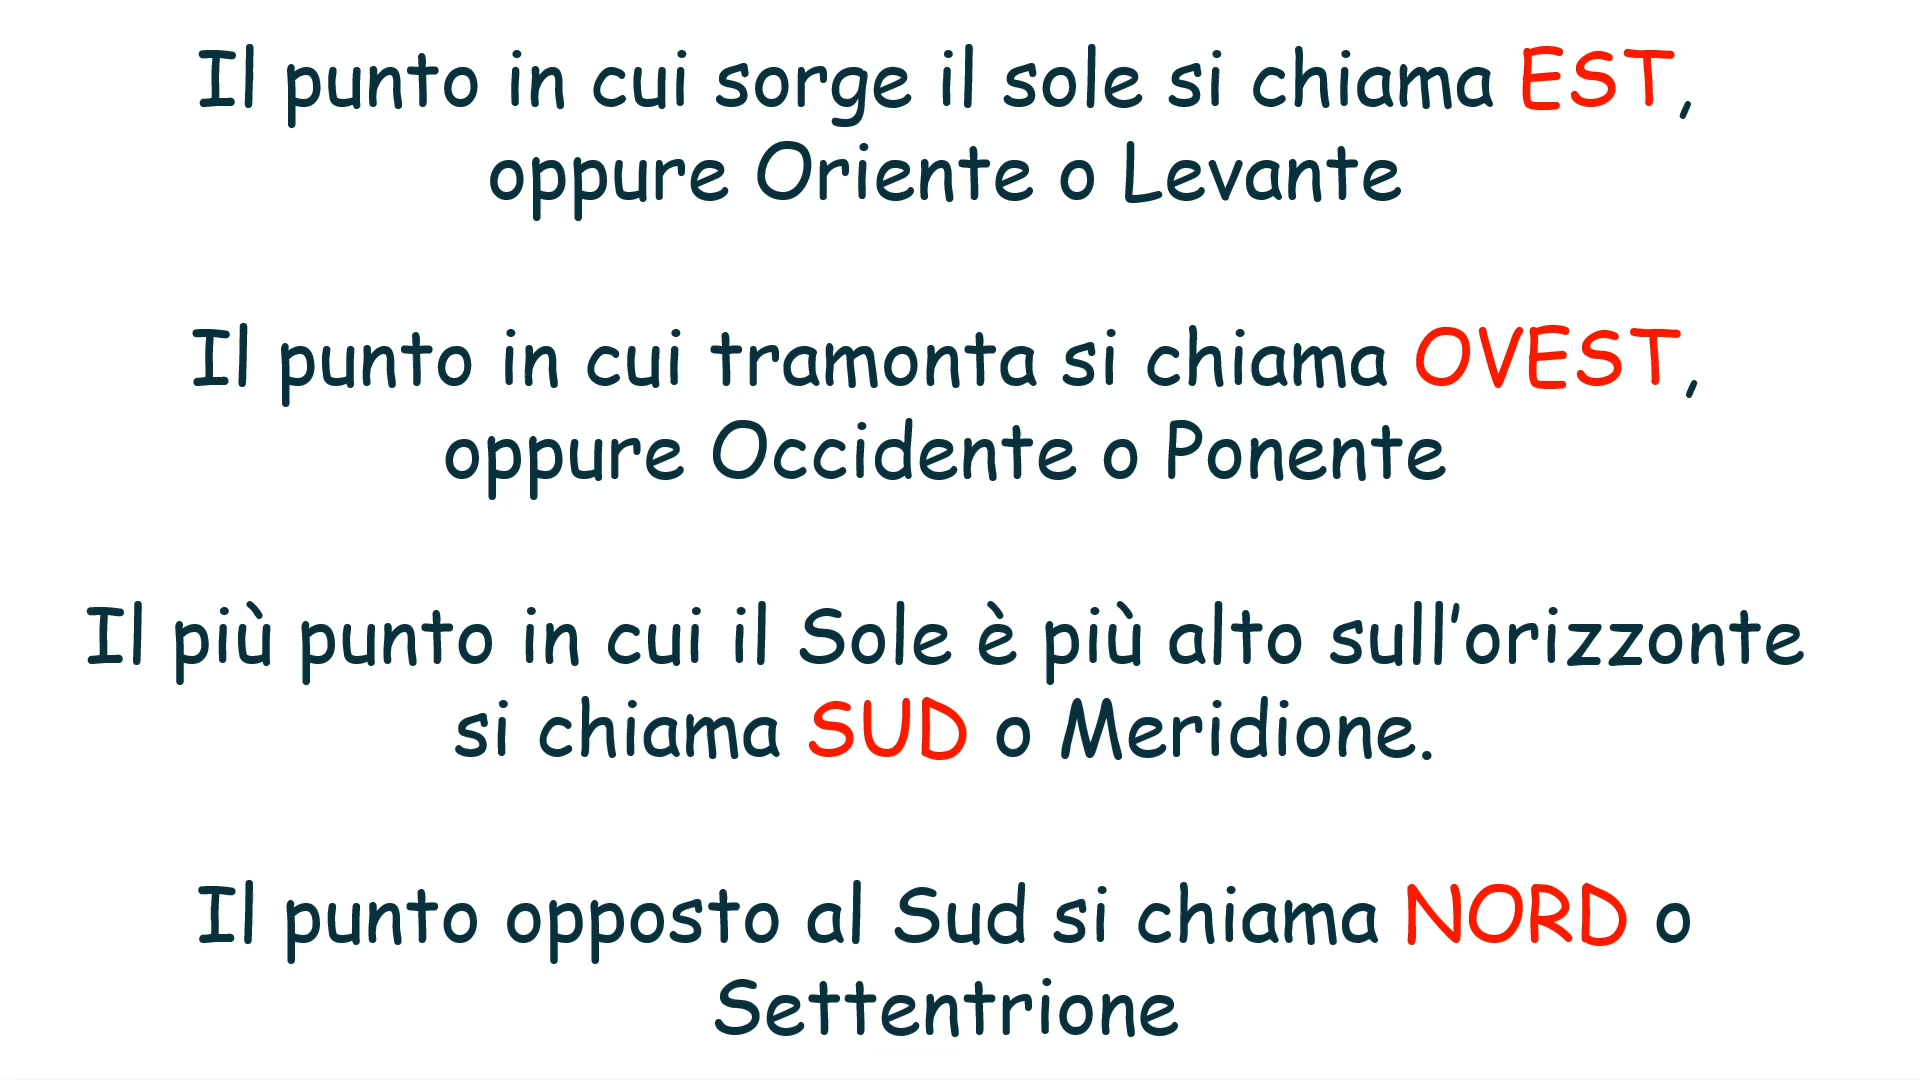 Il punto in cui sorge il sole si chiama EST,
oppure Oriente o Levante
Il punto in cui tramonta si chiama OVEST,
oppure Occidente o Ponente
Il più punto in cui il Sole è più alto sull’orizzonte
si chiama SUD o Meridione.
Il punto opposto al Sud si chiama NORD o
Settentrione